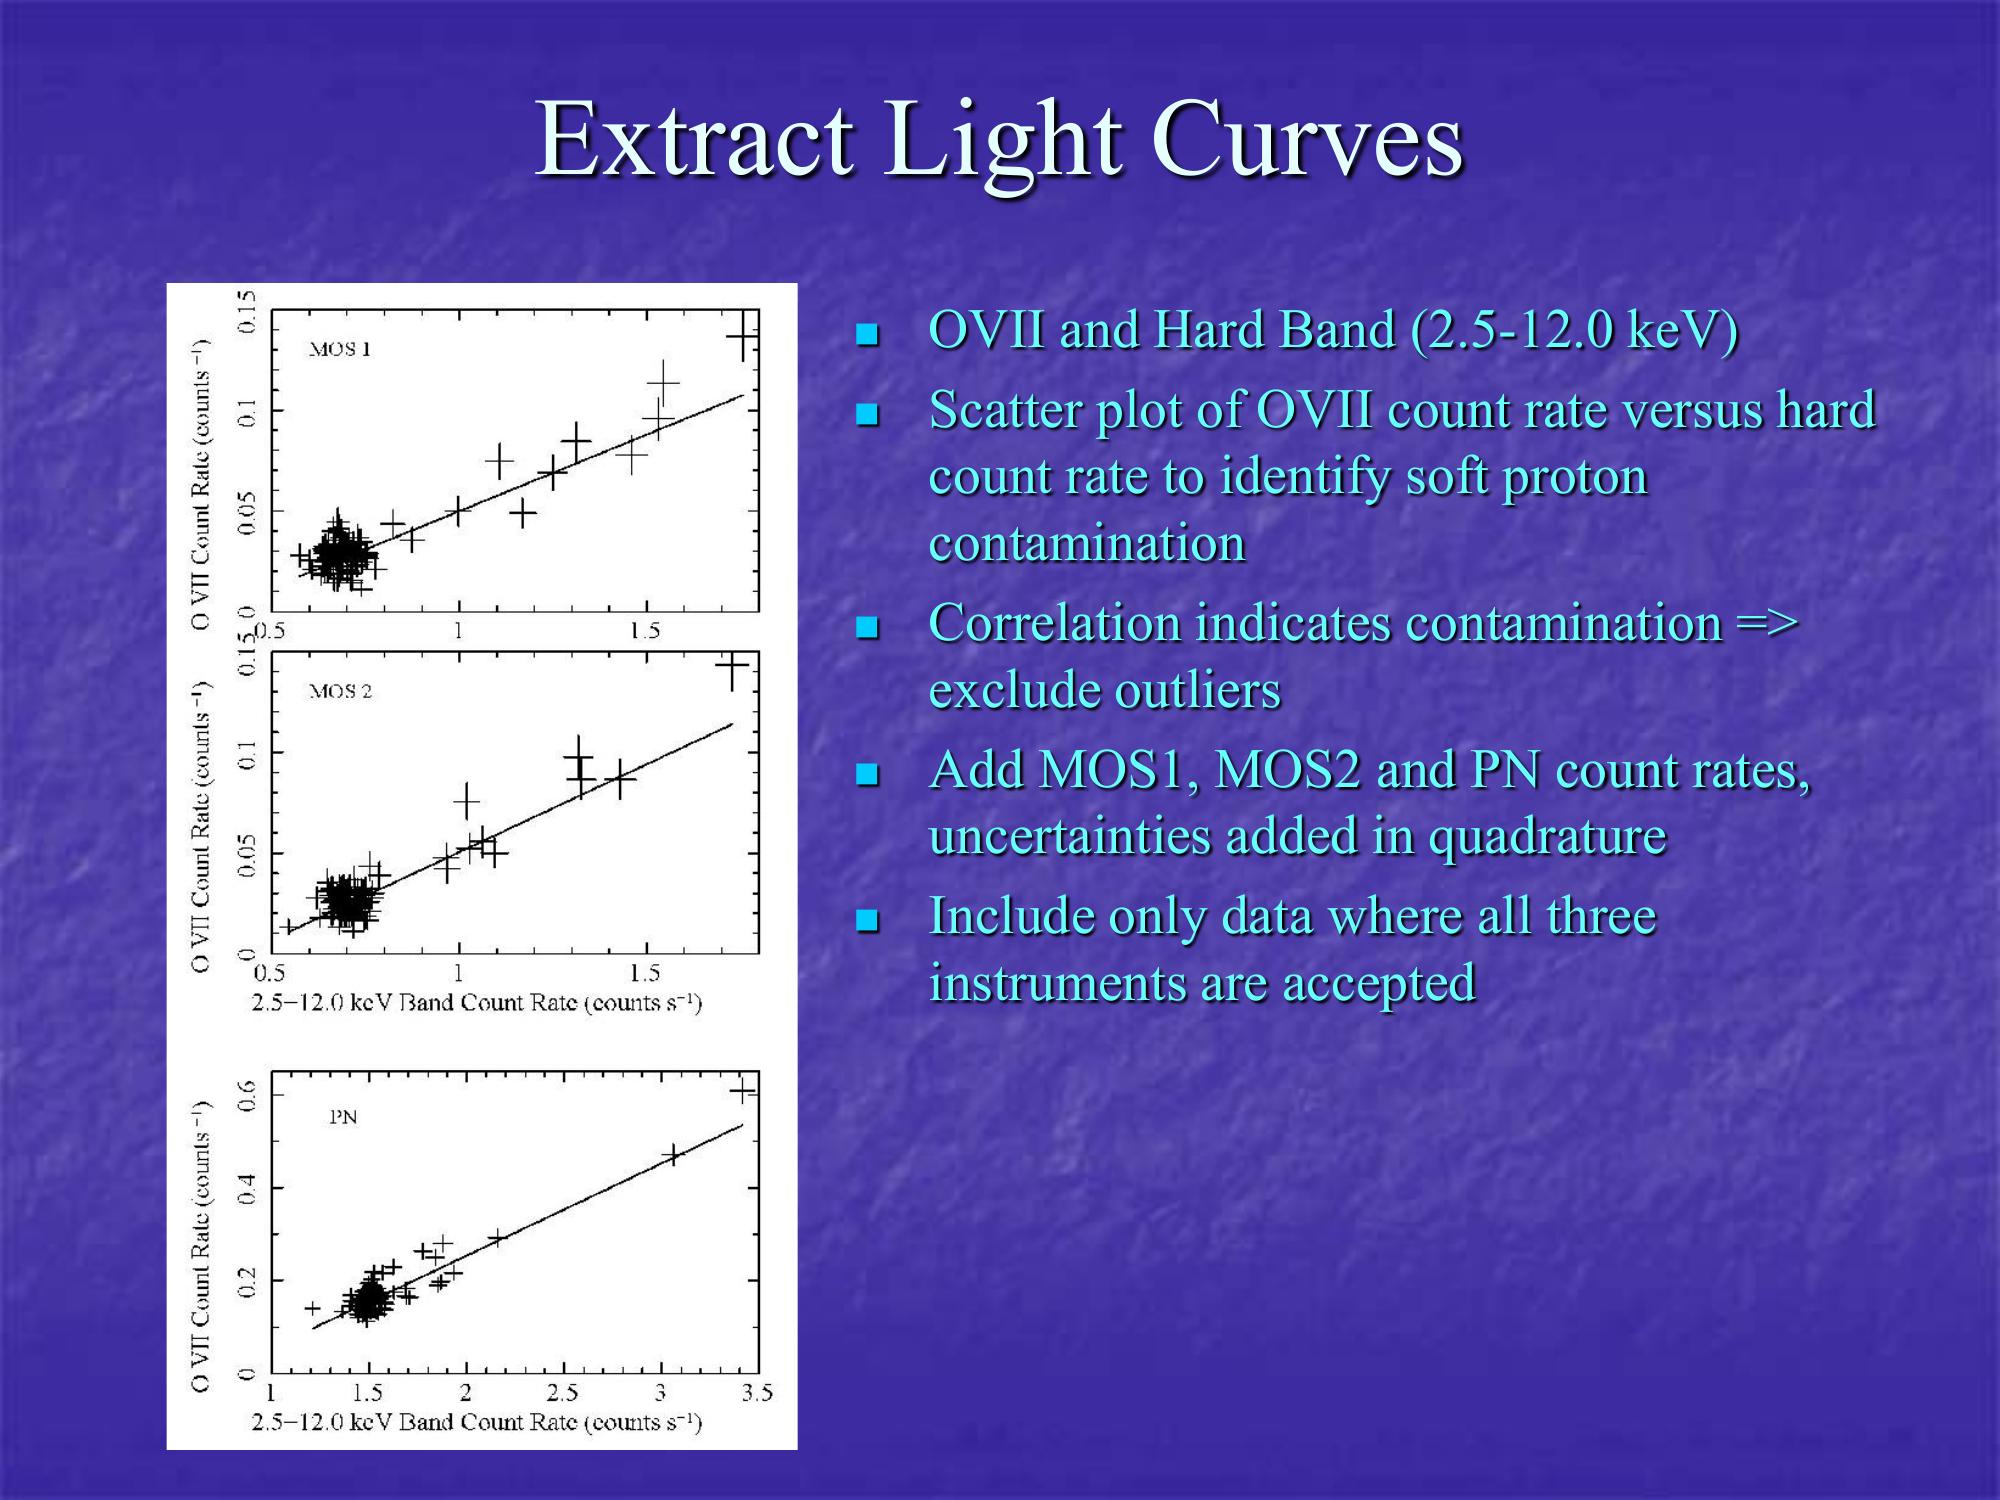 Extract Light Curves
MOS 1
O VII Count Rate (counts⁻¹)
0.15
0.1
0.05
0
0.5
1
1.5
MOS 2
O VII Count Rate (counts⁻¹)
0.15
0.1
0.05
0
0.5
1
1.5
2.5−12.0 keV Band Count Rate (counts s⁻¹)
PN
O VII Count Rate (counts⁻¹)
0.6
0.4
0.2
0
1
1.5
2
2.5
3
3.5
2.5−12.0 keV Band Count Rate (counts s⁻¹)
OVII and Hard Band (2.5-12.0 keV)
Scatter plot of OVII count rate versus hard
count rate to identify soft proton
contamination
Correlation indicates contamination =>
exclude outliers
Add MOS1, MOS2 and PN count rates,
uncertainties added in quadrature
Include only data where all three
instruments are accepted